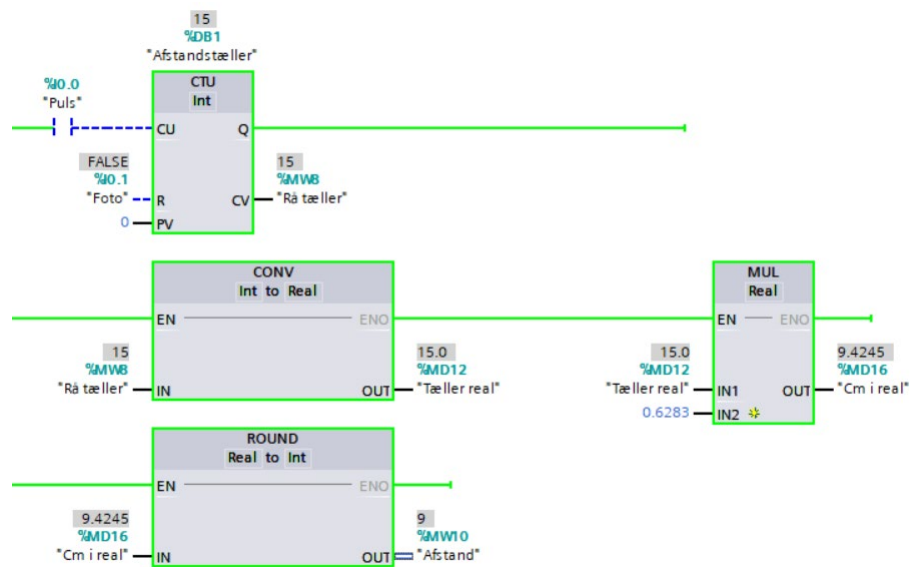 15
%DB1
"Afstandstæller"
%I0.0
"Puls"
CTU
Int
CU Q
FALSE
%I0.1
"Foto" R
15
%MW8
CV "Rå tæller"
0 PV
CONV
Int to Real
EN ENO
15
%MW8
"Rå tæller" IN
15.0
%MD12
OUT "Tæller real"
MUL
Real
EN ENO
15.0
%MD12
"Tæller real" IN1
0.6283 IN2
9.4245
%MD16
OUT "Cm i real"
ROUND
Real to Int
EN ENO
9.4245
%MD16
"Cm i real" IN
9
%MW10
OUT "Afstand"